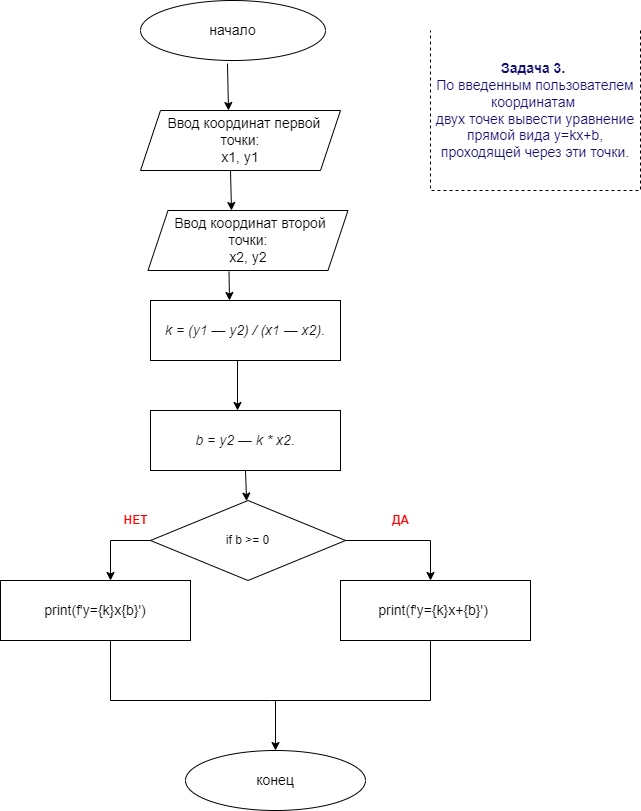 начало
Задача 3.
По введенным пользователем
координатам
двух точек вывести уравнение
прямой вида y=kx+b,
проходящей через эти точки.
Ввод координат первой
точки:
x1, y1
Ввод координат второй
точки:
x2, y2
k = (y1 — y2) / (x1 — x2).
b = y2 — k * x2.
НЕТ
ДА
if b >= 0
print(f'y={k}x{b}')
print(f'y={k}x+{b}')
конец